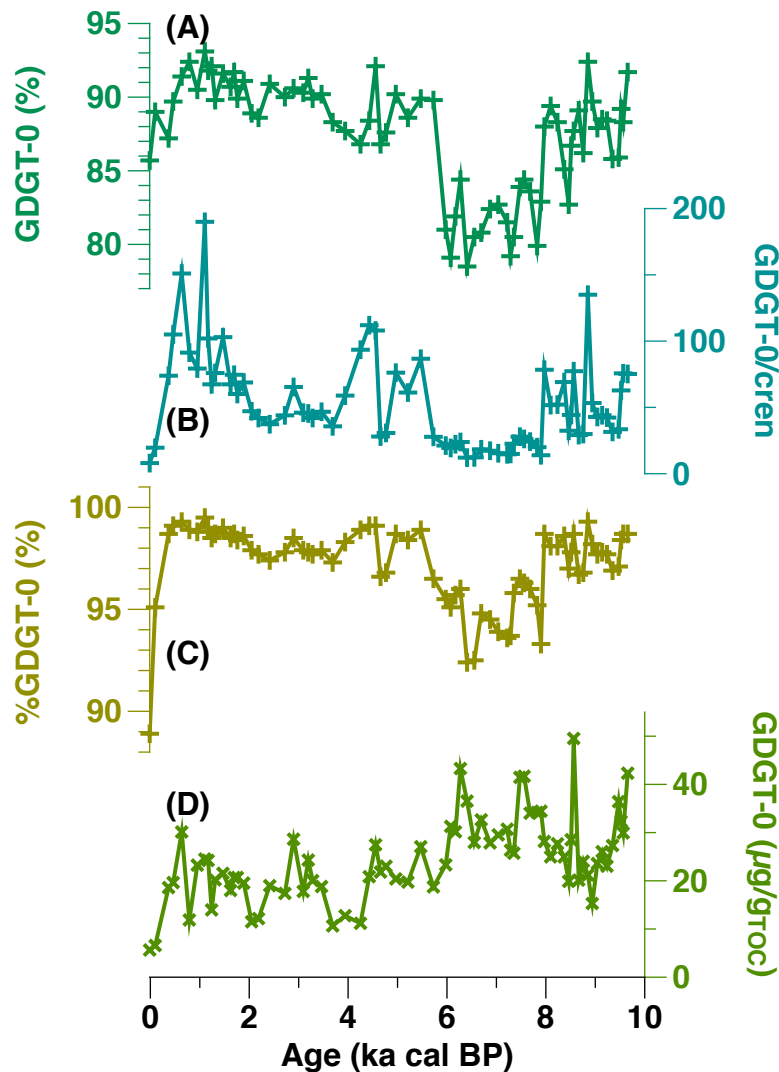 (A)
95
90
85
80
GDGT-0 (%)
200
100
0
GDGT-0/cren
(B)
100
95
90
%GDGT-0 (%)
(C)
(D)
40
20
0
GDGT-0 (µg/gTOC)
0 2 4 6 8 10
Age (ka cal BP)